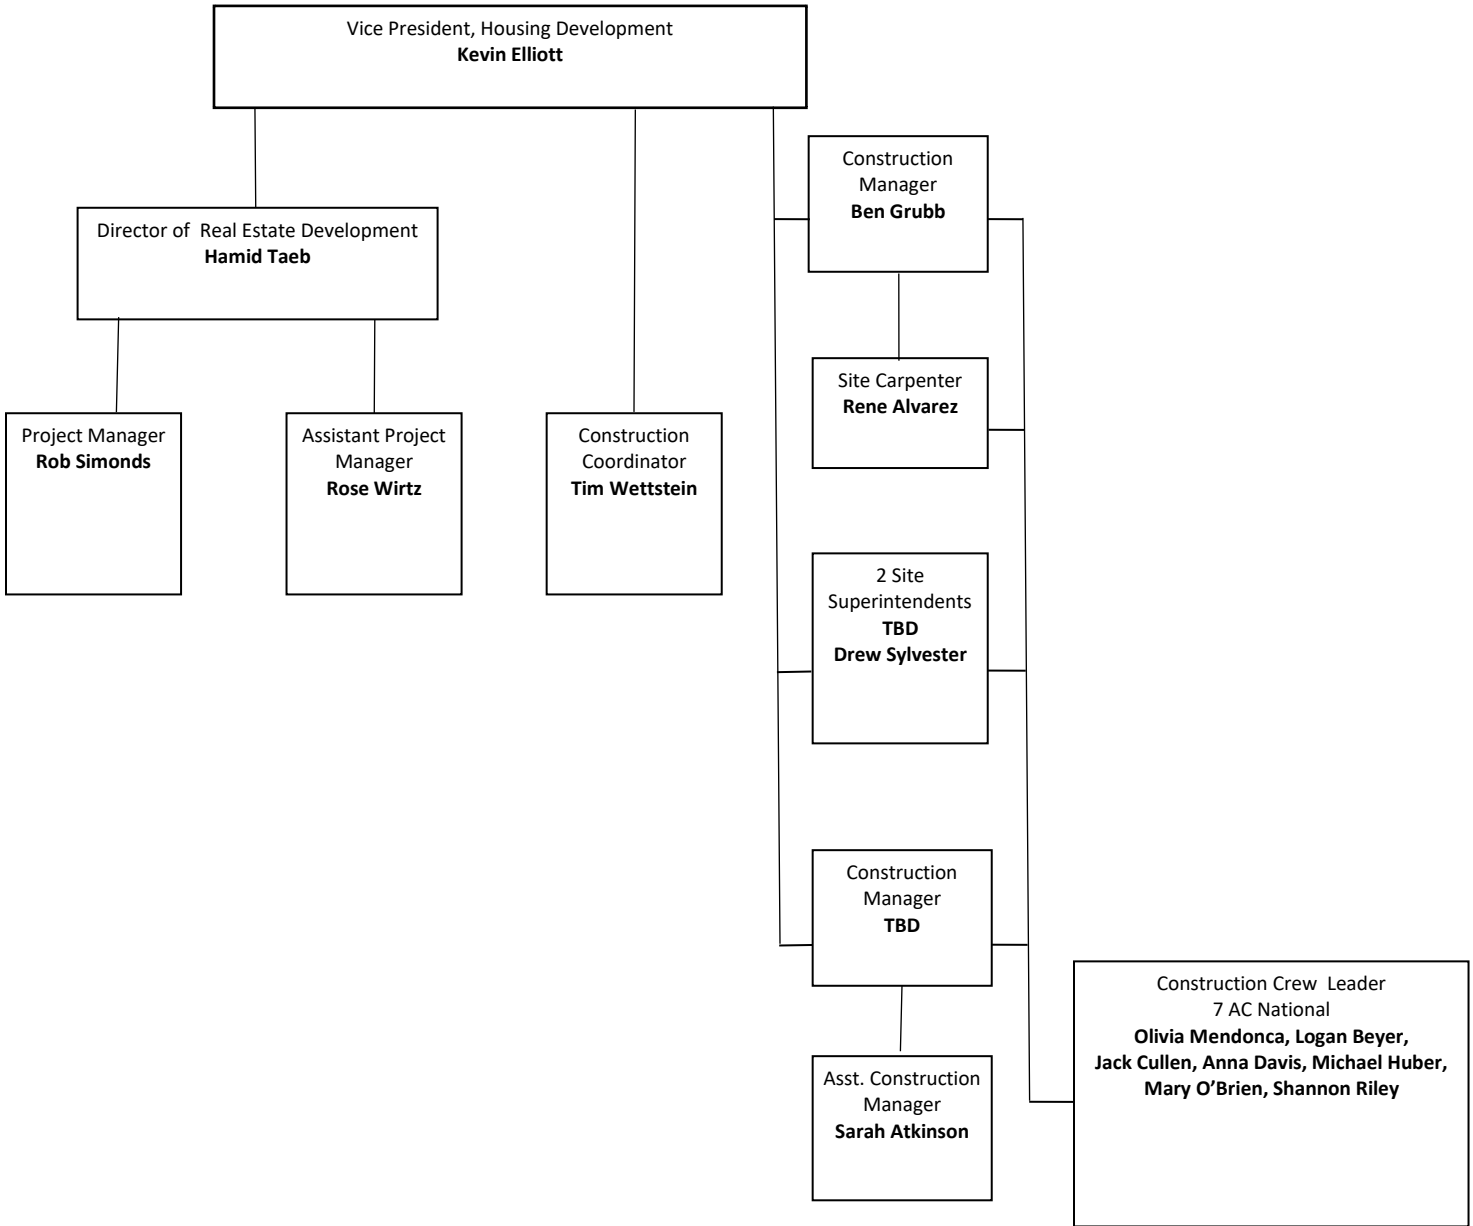 Vice President, Housing Development
Kevin Elliott
Construction
Manager
Ben Grubb
Director of  Real Estate Development
Hamid Taeb
Site Carpenter
Rene Alvarez
Project Manager
Rob Simonds
Assistant Project
Manager
Rose Wirtz
Construction
Coordinator
Tim Wettstein
2 Site
Superintendents
TBD
Drew Sylvester
Construction
Manager
TBD
Construction Crew  Leader
7 AC National
Olivia Mendonca, Logan Beyer,
Jack Cullen, Anna Davis, Michael Huber,
Mary O’Brien, Shannon Riley
Asst. Construction
Manager
Sarah Atkinson